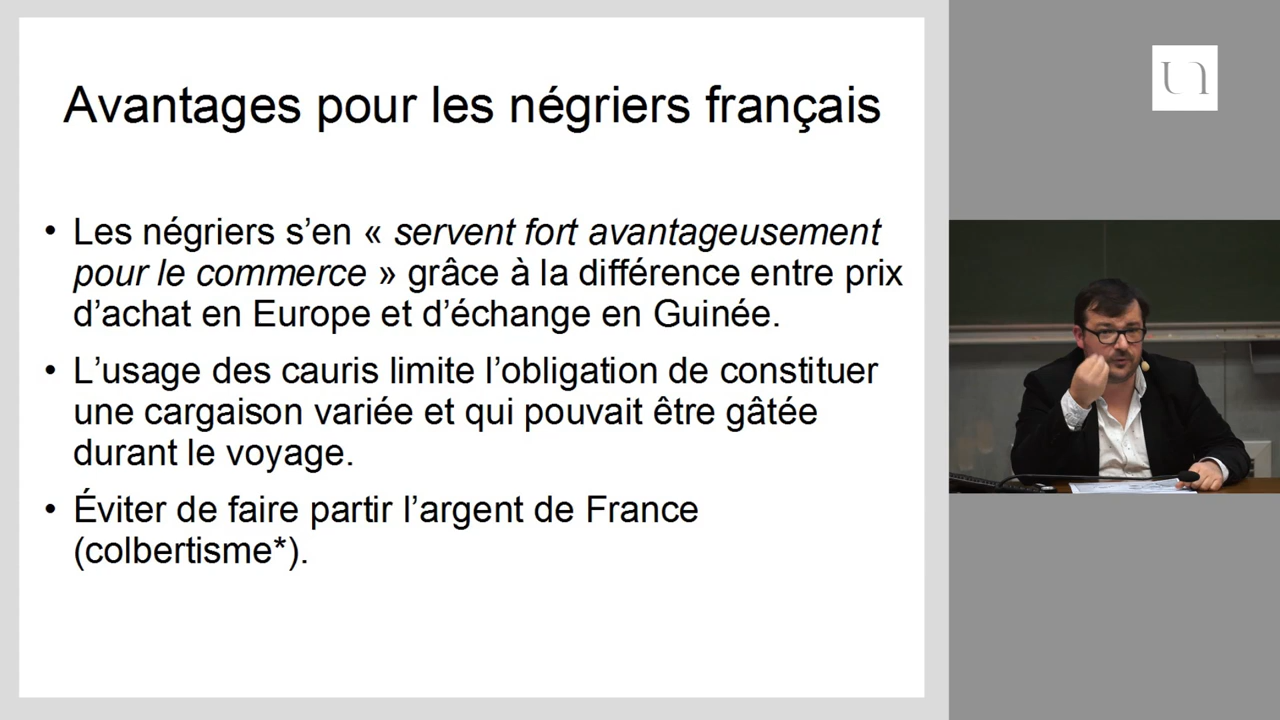 Avantages pour les négriers français
• Les négriers s’en « servent fort avantageusement
pour le commerce » grâce à la différence entre prix
d’achat en Europe et d’échange en Guinée.
• L’usage des cauris limite l’obligation de constituer
une cargaison variée et qui pouvait être gâtée
durant le voyage.
• Éviter de faire partir l’argent de France
(colbertisme*).